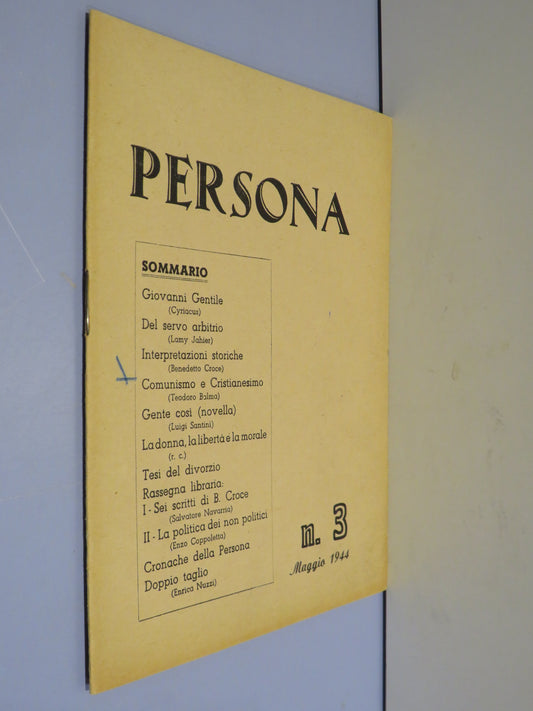 PERSONA
SOMMARIO
Giovanni Gentile
(Cyriacus)
Del servo arbitrio
(Lamy Jahier)
Interpretazioni storiche
(Benedetto Croce)
Comunismo e Cristianesimo
(Teodoro Balma)
Gente così (novella)
(Luigi Santini)
La donna, la libertà e la morale
(r. c.)
Tesi del divorzio
Rassegna libraria:
I - Sei scritti di B. Croce
(Salvatore Navarria)
II - La politica dei non politici
(Enzo Coppoletta)
Cronache della Persona
Doppio taglio
(Enrica Nuzzi)
n. 3
Maggio 1944